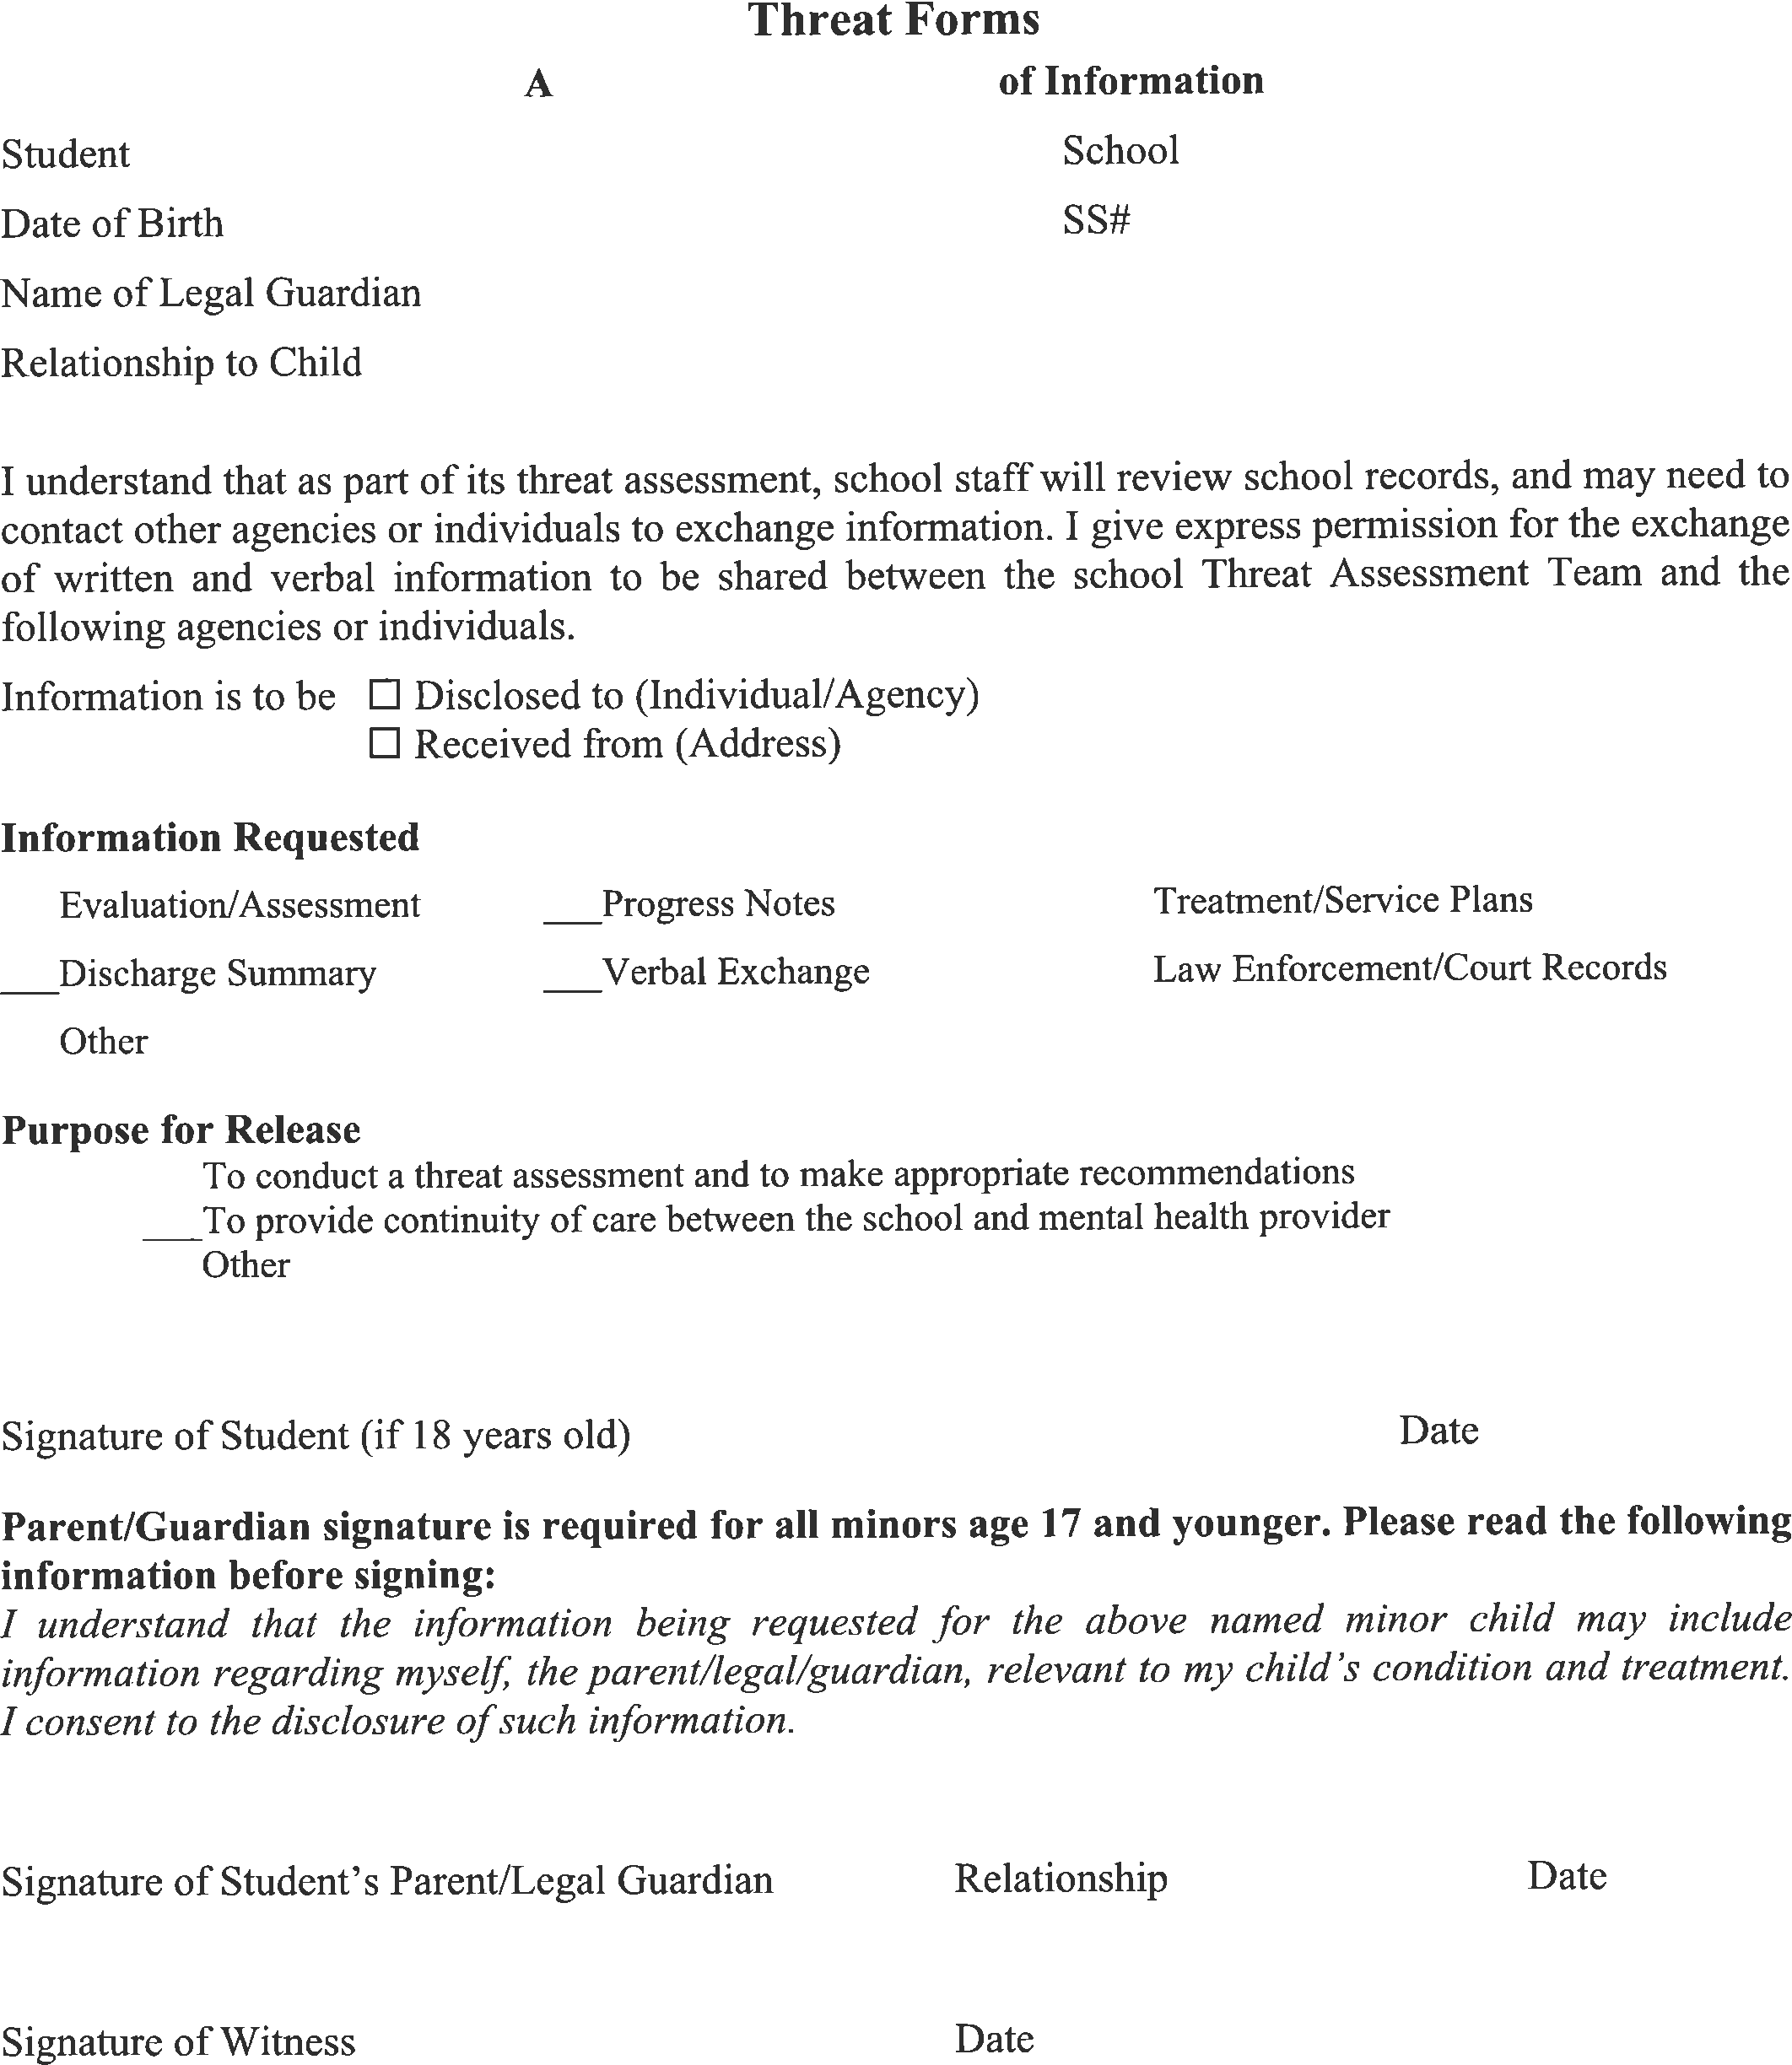 Threat Forms
A of Information
Student School
Date of Birth SS#
Name of Legal Guardian
Relationship to Child
I understand that as part of its threat assessment, school staff will review school records, and may need to
contact other agencies or individuals to exchange information. I give express permission for the exchange
of written and verbal information to be shared between the school Threat Assessment Team and the
following agencies or individuals.
Information is to be ☐ Disclosed to (Individual/Agency)
☐ Received from (Address)
Information Requested
Evaluation/Assessment ___Progress Notes Treatment/Service Plans
___Discharge Summary ___Verbal Exchange Law Enforcement/Court Records
Other
Purpose for Release
To conduct a threat assessment and to make appropriate recommendations
___To provide continuity of care between the school and mental health provider
Other
Signature of Student (if 18 years old) Date
Parent/Guardian signature is required for all minors age 17 and younger. Please read the following
information before signing:
I understand that the information being requested for the above named minor child may include
information regarding myself, the parent/legal/guardian, relevant to my child's condition and treatment.
I consent to the disclosure of such information.
Signature of Student's Parent/Legal Guardian Relationship Date
Signature of Witness Date